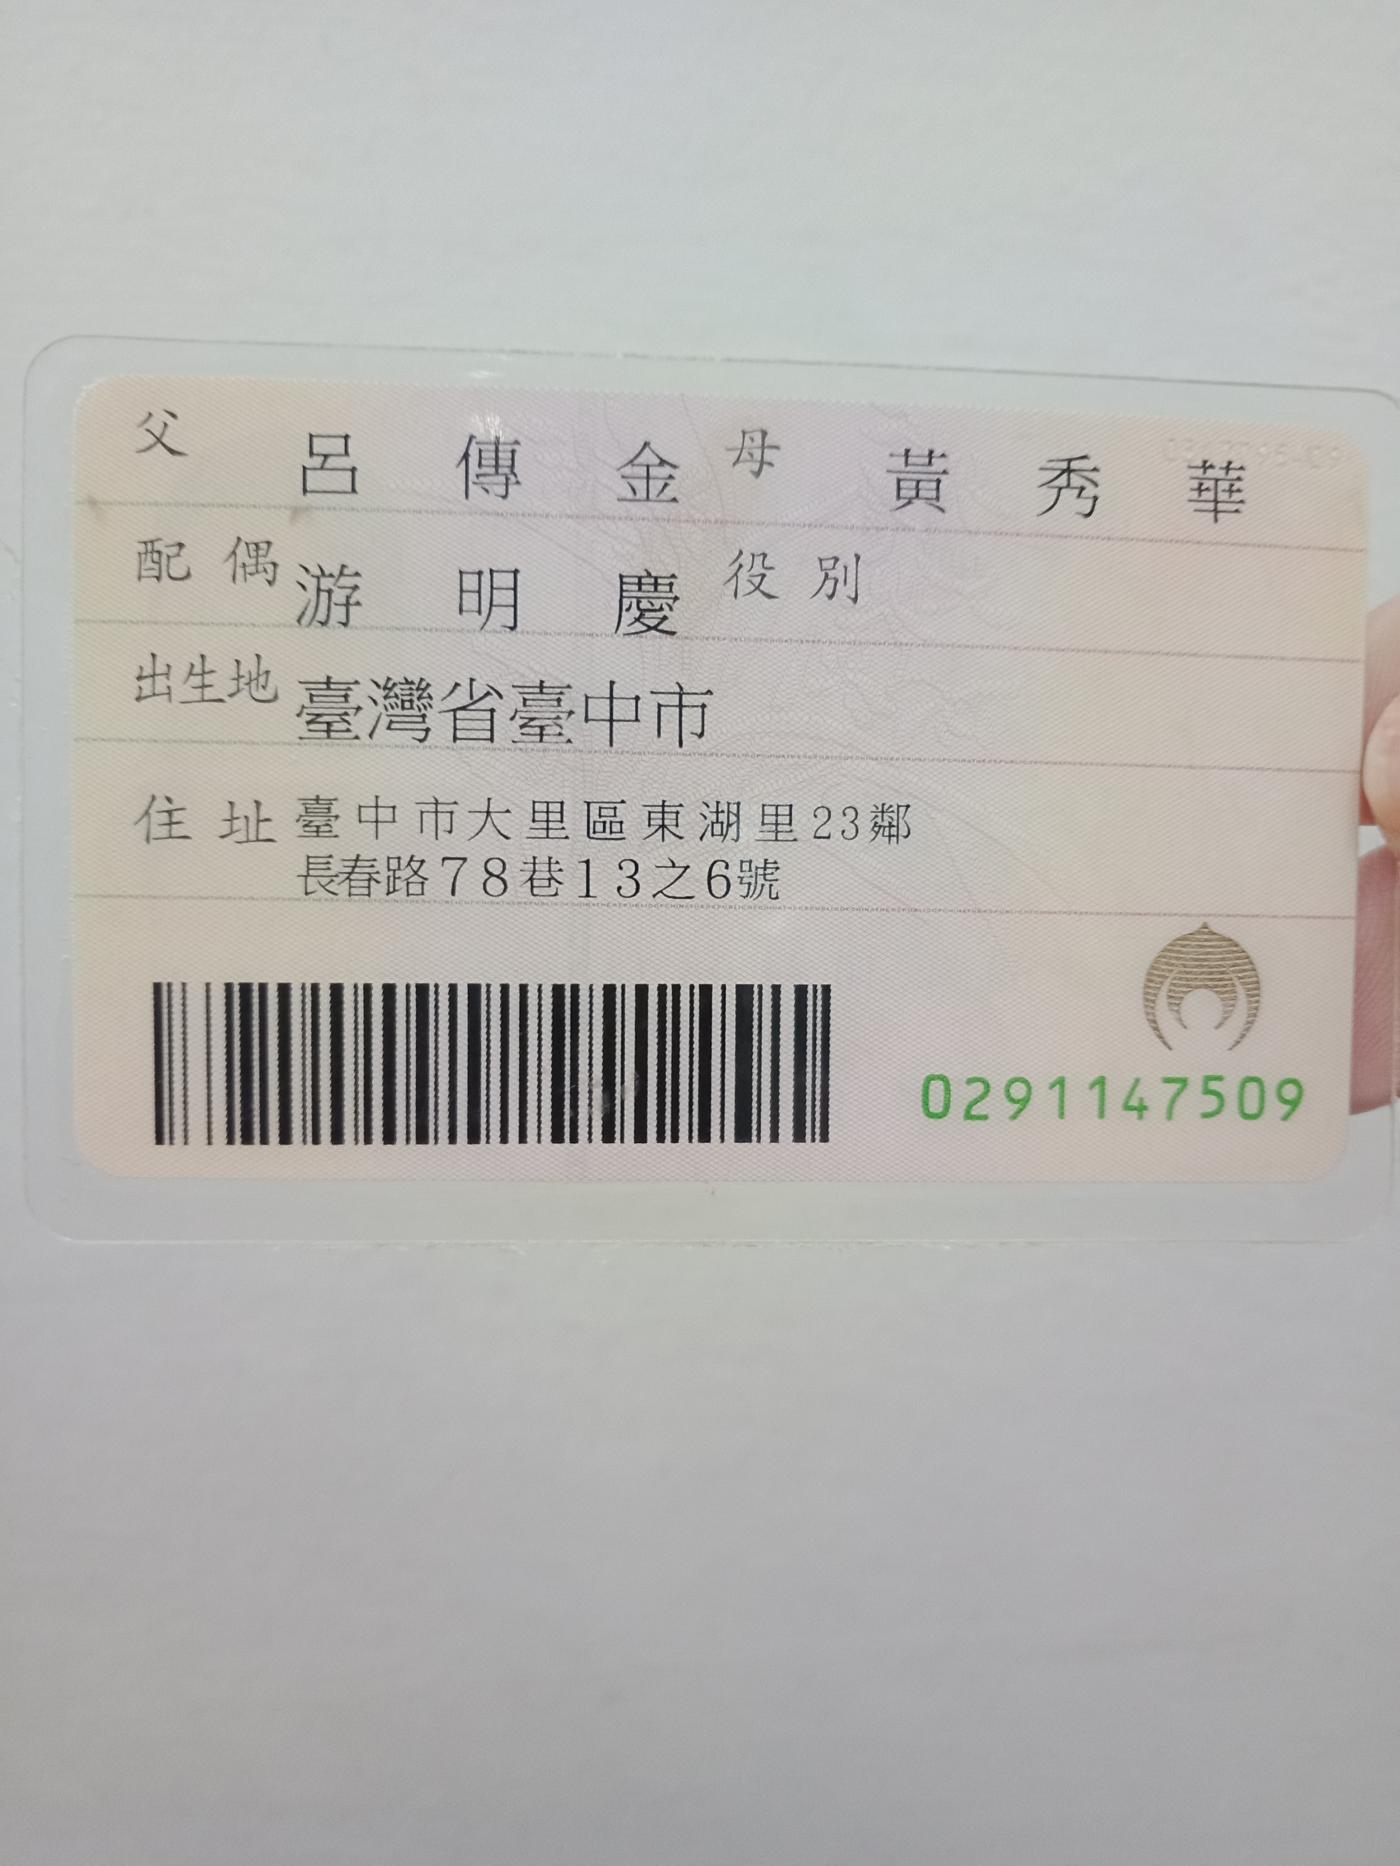 父 呂傳金 母 黃秀華
配偶 游明慶 役別
出生地 臺灣省臺中市
住址 臺中市大里區東湖里23鄰
長春路78巷13之6號
0291147509